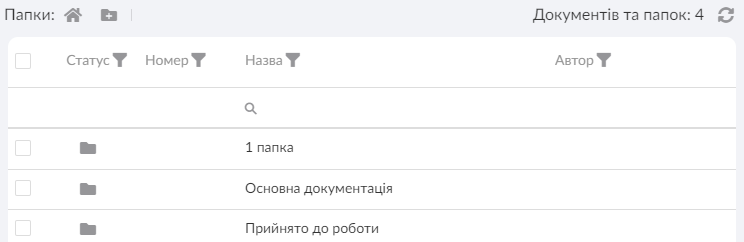 Папки: Документів та папок: 4
Статус Номер Назва Автор
1 папка
Основна документація
Прийнято до роботи